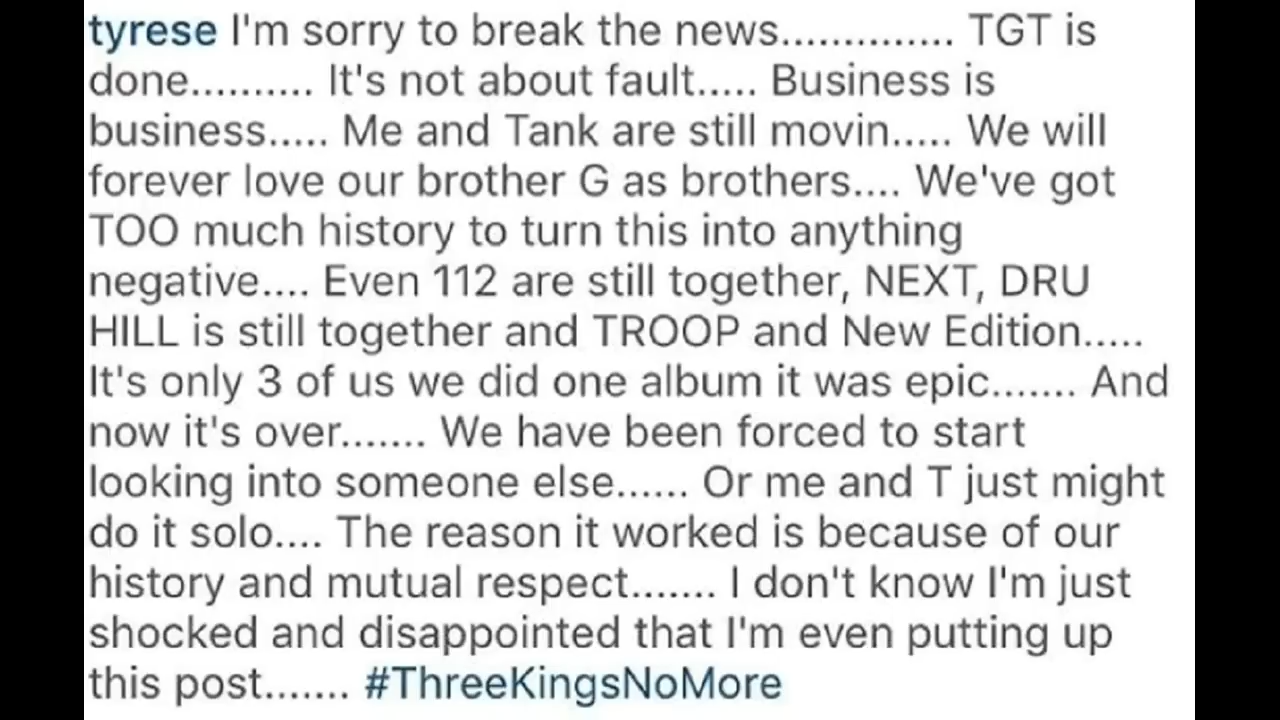 tyrese I'm sorry to break the news.............. TGT is
done.......... It's not about fault..... Business is
business..... Me and Tank are still movin..... We will
forever love our brother G as brothers.... We've got
TOO much history to turn this into anything
negative.... Even 112 are still together, NEXT, DRU
HILL is still together and TROOP and New Edition.....
It's only 3 of us we did one album it was epic....... And
now it's over....... We have been forced to start
looking into someone else...... Or me and T just might
do it solo.... The reason it worked is because of our
history and mutual respect....... I don't know I'm just
shocked and disappointed that I'm even putting up
this post....... #ThreeKingsNoMore